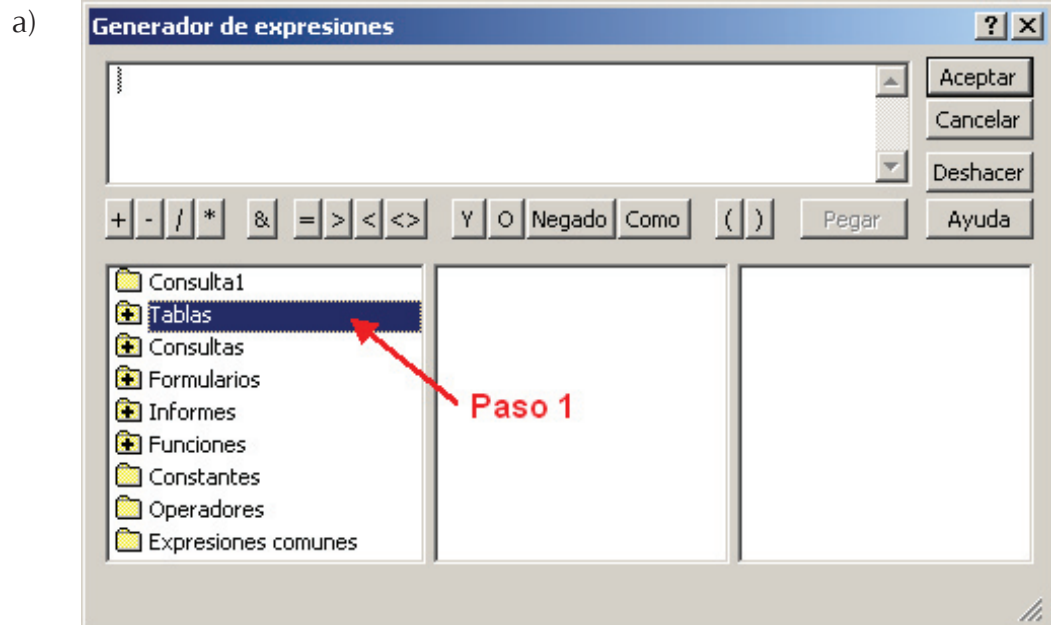 a)
Generador de expresiones ? X
Aceptar
Cancelar
Deshacer
+ - / * & = > < <> Y O Negado Como ( ) Pegar Ayuda
Consulta1
Tablas
Consultas
Formularios
Paso 1
Informes
Funciones
Constantes
Operadores
Expresiones comunes